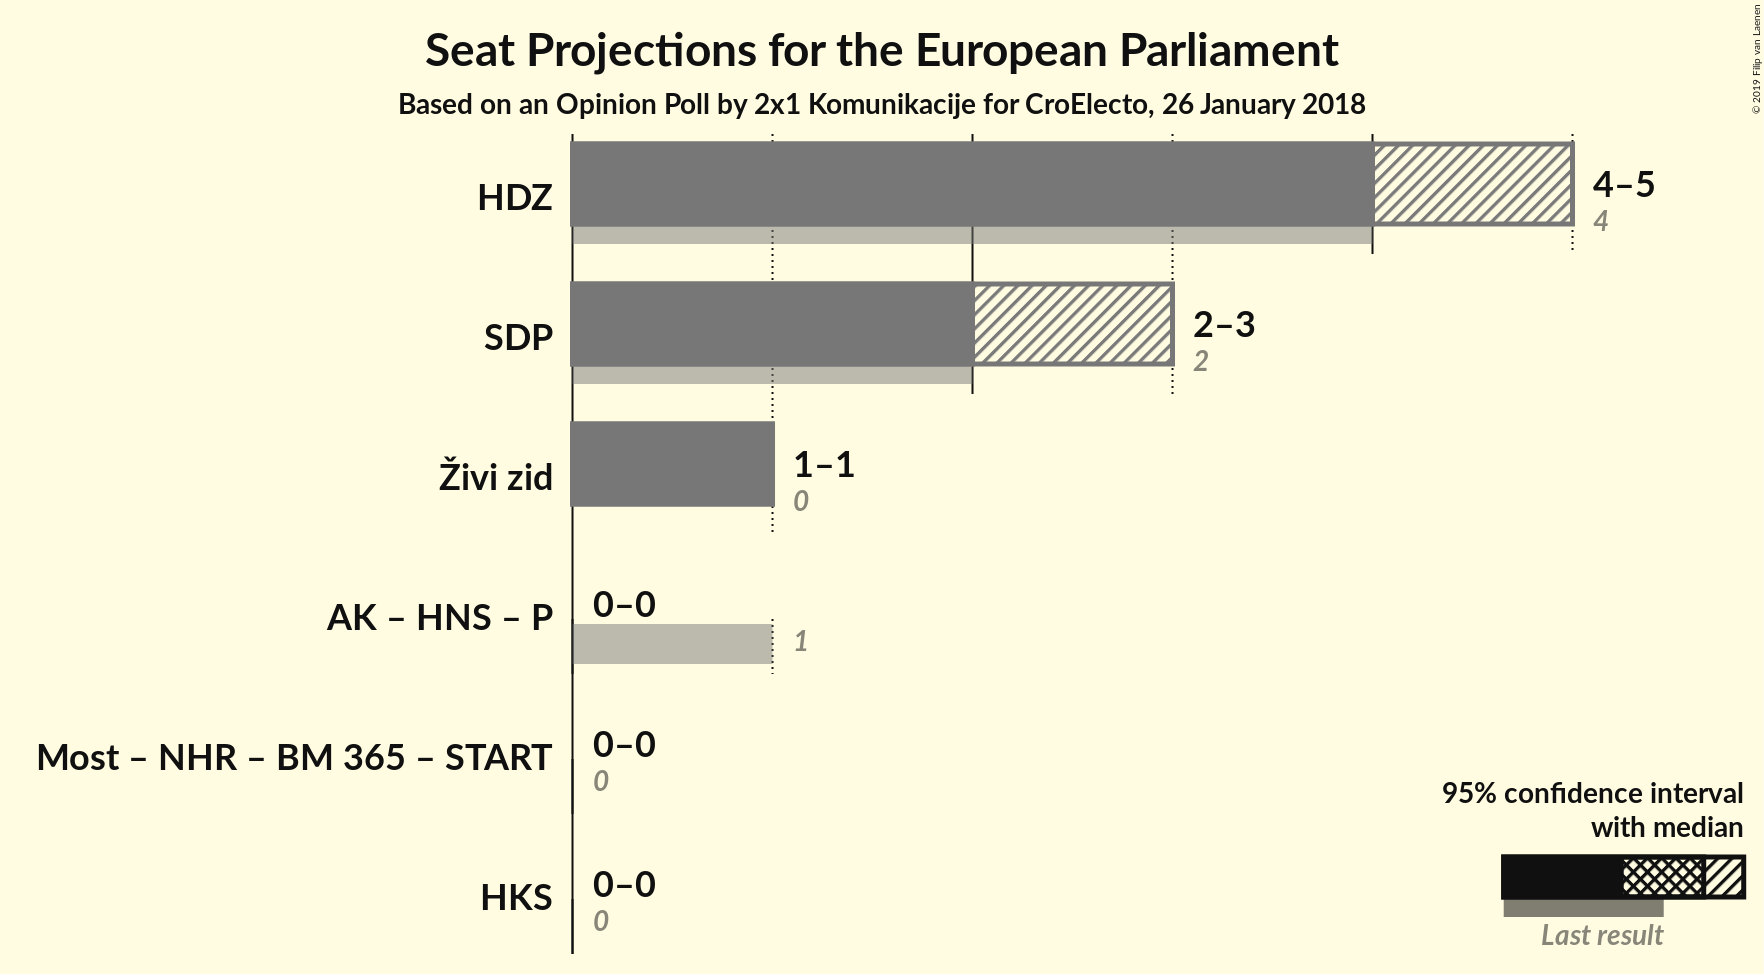 Seat Projections for the European Parliament
Based on an Opinion Poll by 2x1 Komunikacije for CroElecto, 26 January 2018
© 2019 Filip van Laenen
HDZ
4–5
4
SDP
2–3
2
Živi zid
1–1
0
AK – HNS – P
0–0
1
Most – NHR – BM 365 – START
0–0
0
HKS
0–0
0
95% confidence interval
with median
Last result